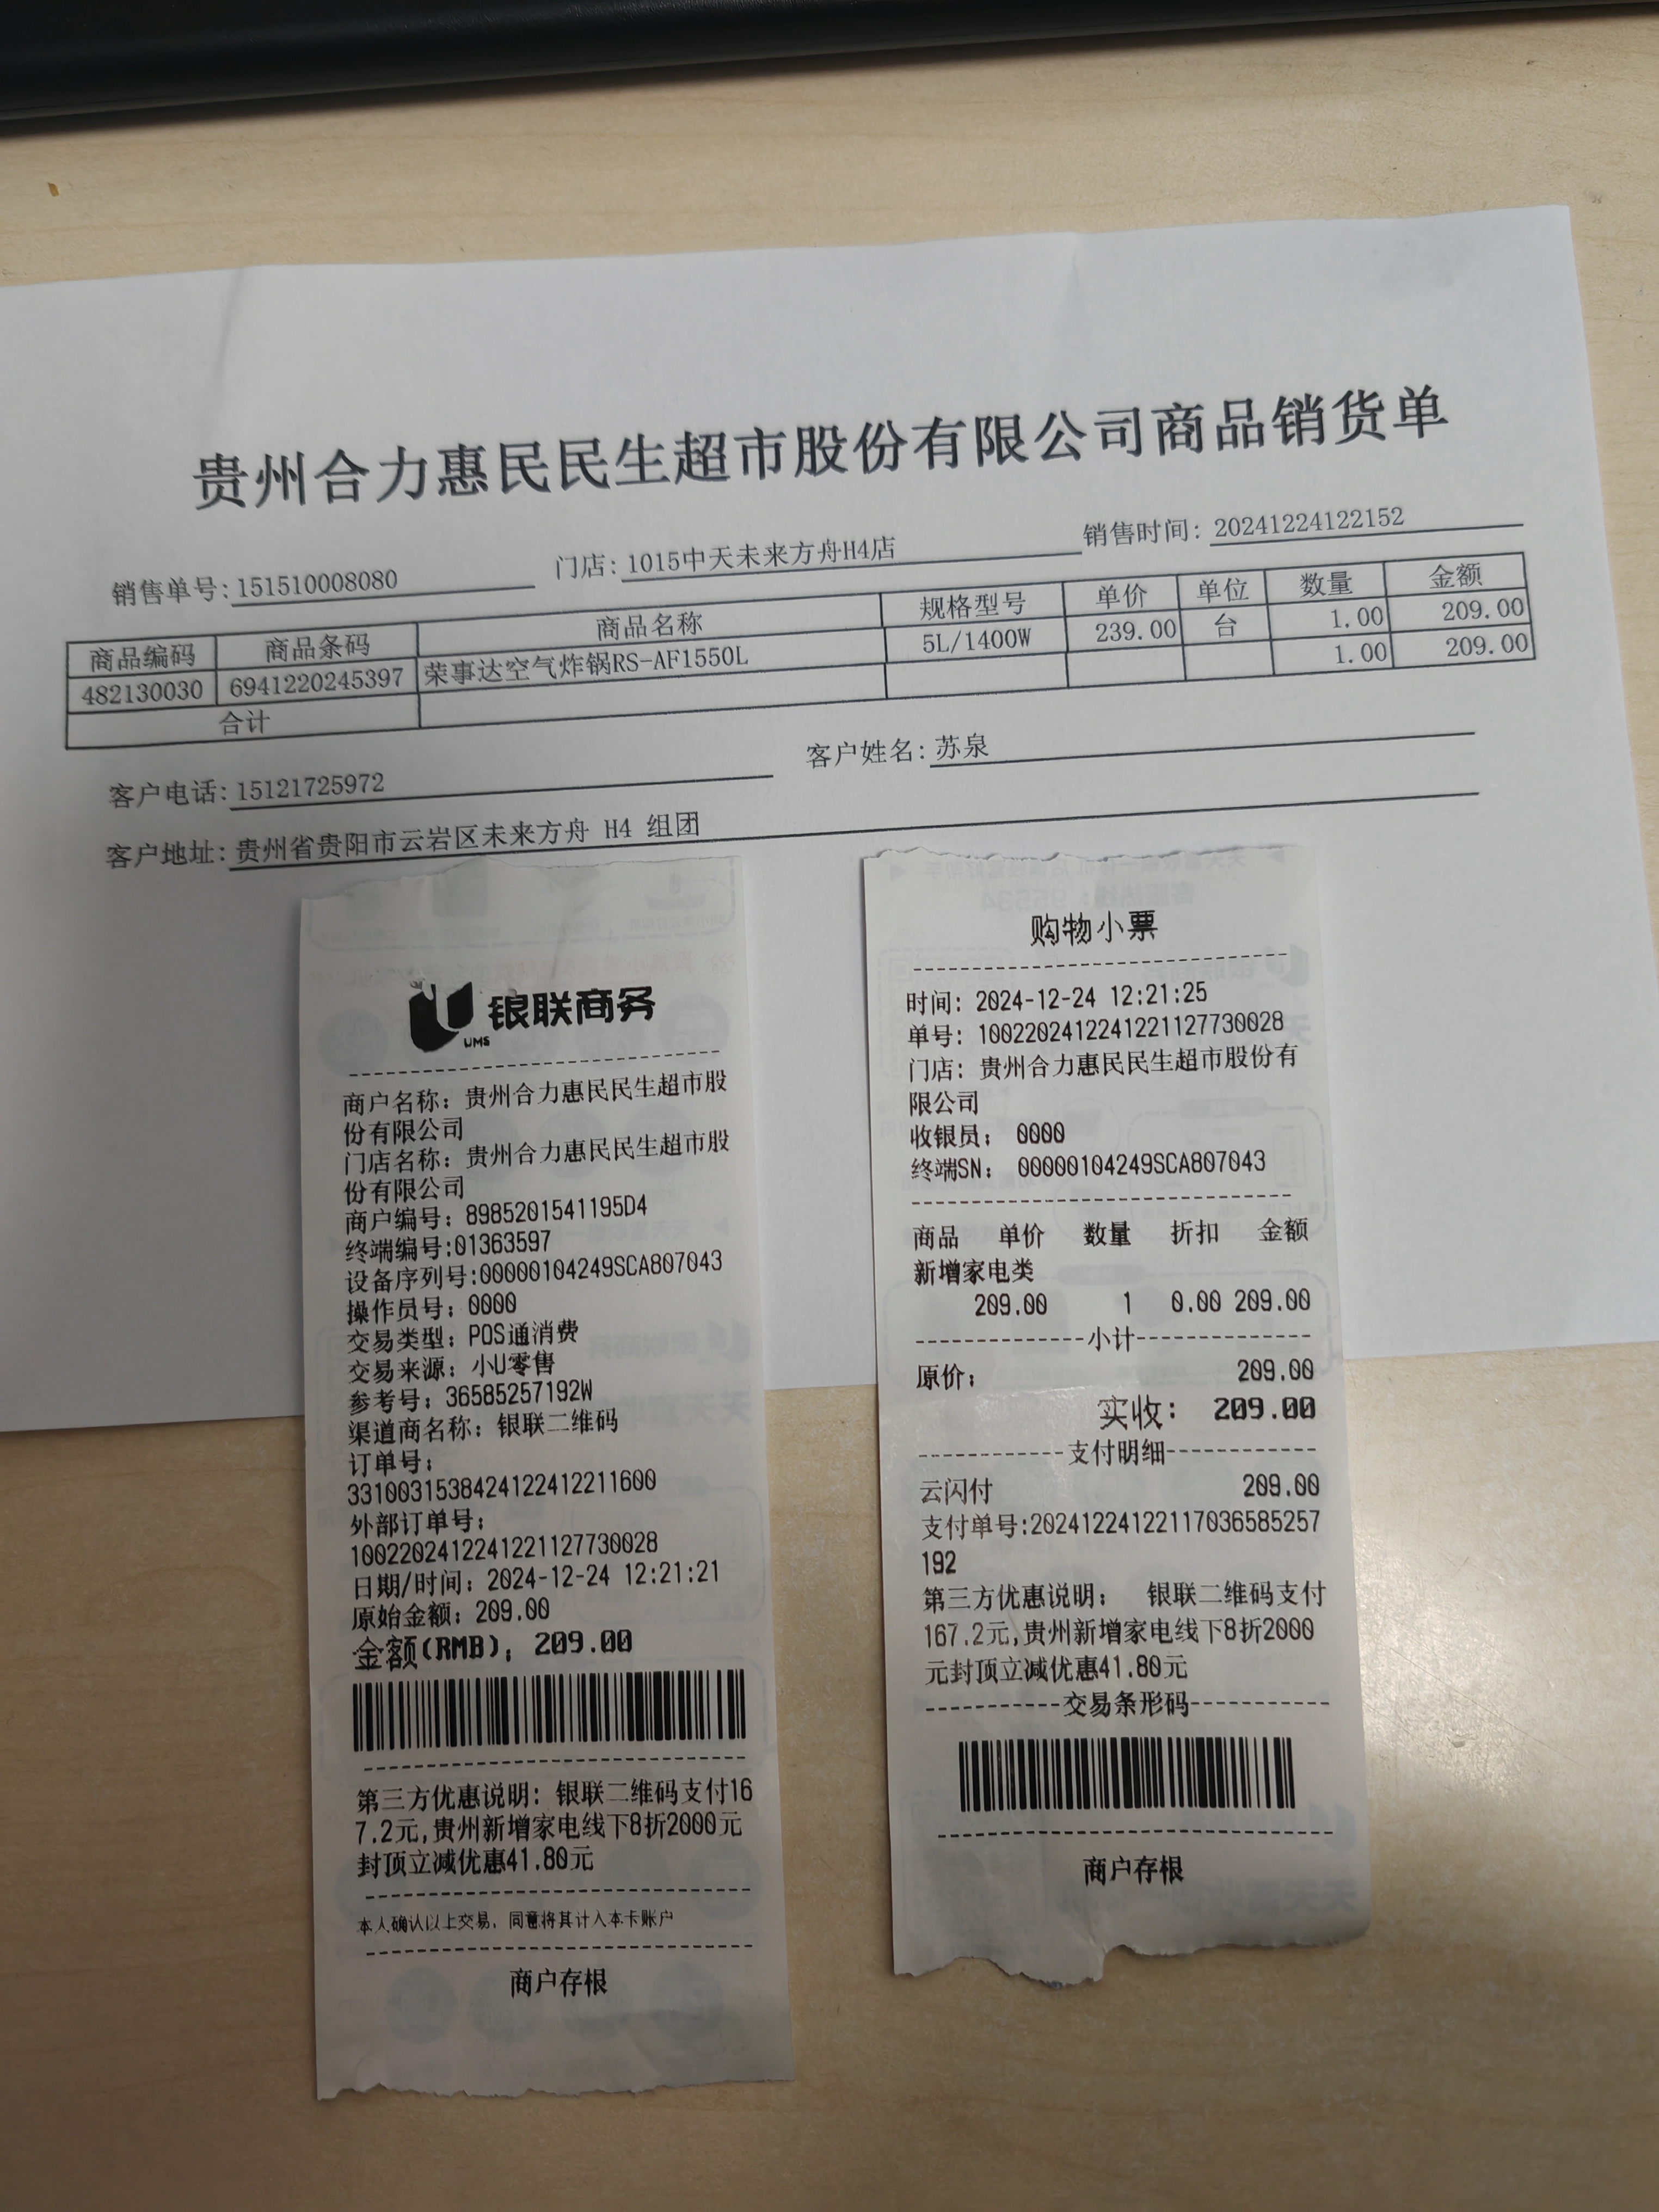 贵州合力惠民民生超市股份有限公司商品销货单
销售单号: 151510008080 门店: 1015中天未来方舟H4店 销售时间: 20241224122152
商品编码 商品条码 商品名称 规格型号 单价 单位 数量 金额
482130030 6941220245397 荣事达空气炸锅RS-AF1550L 5L/1400W 239.00 台 1.00 209.00
合计 1.00 209.00
客户电话: 15121725972 客户姓名: 苏泉
客户地址: 贵州省贵阳市云岩区未来方舟 H4 组团
UMS 银联商务
商户名称: 贵州合力惠民民生超市股
份有限公司
门店名称: 贵州合力惠民民生超市股
份有限公司
商户编号: 8985201541195D4
终端编号:01363597
设备序列号:00000104249SCA807043
操作员号: 0000
交易类型: POS通消费
交易来源: 小U零售
参考号: 36585257192W
渠道商名称: 银联二维码
订单号:
33100315384241224122211600
外部订单号:
1002202412241221127730028
日期/时间: 2024-12-24 12:21:21
原始金额: 209.00
金额(RMB): 209.00
第三方优惠说明: 银联二维码支付16
7.2元,贵州新增家电线下8折2000元
封顶立减优惠41.80元
本人确认以上交易, 同意将其计入本卡账户
商户存根
购物小票
时间: 2024-12-24 12:21:25
单号: 1002202412241221127730028
门店: 贵州合力惠民民生超市股份有
限公司
收银员: 0000
终端SN: 00000104249SCA807043
商品 单价 数量 折扣 金额
新增家电类
209.00 1 0.00 209.00
小计
原价: 209.00
实收: 209.00
支付明细
云闪付 209.00
支付单号:2024122412211703658525​7
192
第三方优惠说明: 银联二维码支付
167.2元,贵州新增家电线下8折2000
元封顶立减优惠41.80元
交易条形码
商户存根